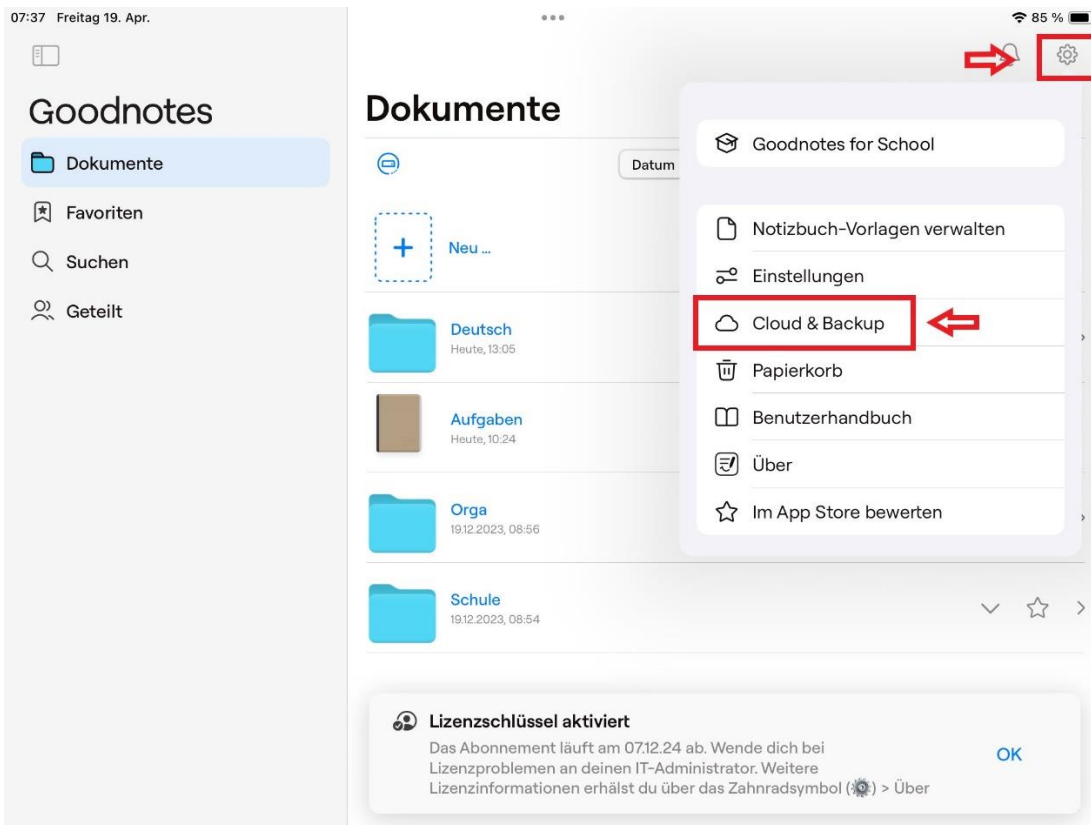 07:37 Freitag 19. Apr.
85 %
Goodnotes
Dokumente
Favoriten
Suchen
Geteilt
Dokumente
Datum
Neu ...
Deutsch
Heute, 13:05
Aufgaben
Heute, 10:24
Orga
19.12.2023, 08:56
Schule
19.12.2023, 08:54
Goodnotes for School
Notizbuch-Vorlagen verwalten
Einstellungen
Cloud & Backup
Papierkorb
Benutzerhandbuch
Über
Im App Store bewerten
Lizenzschlüssel aktiviert
Das Abonnement läuft am 07.12.24 ab. Wende dich bei
Lizenzproblemen an deinen IT-Administrator. Weitere
Lizenzinformationen erhälst du über das Zahnradsymbol (⚙️) > Über
OK